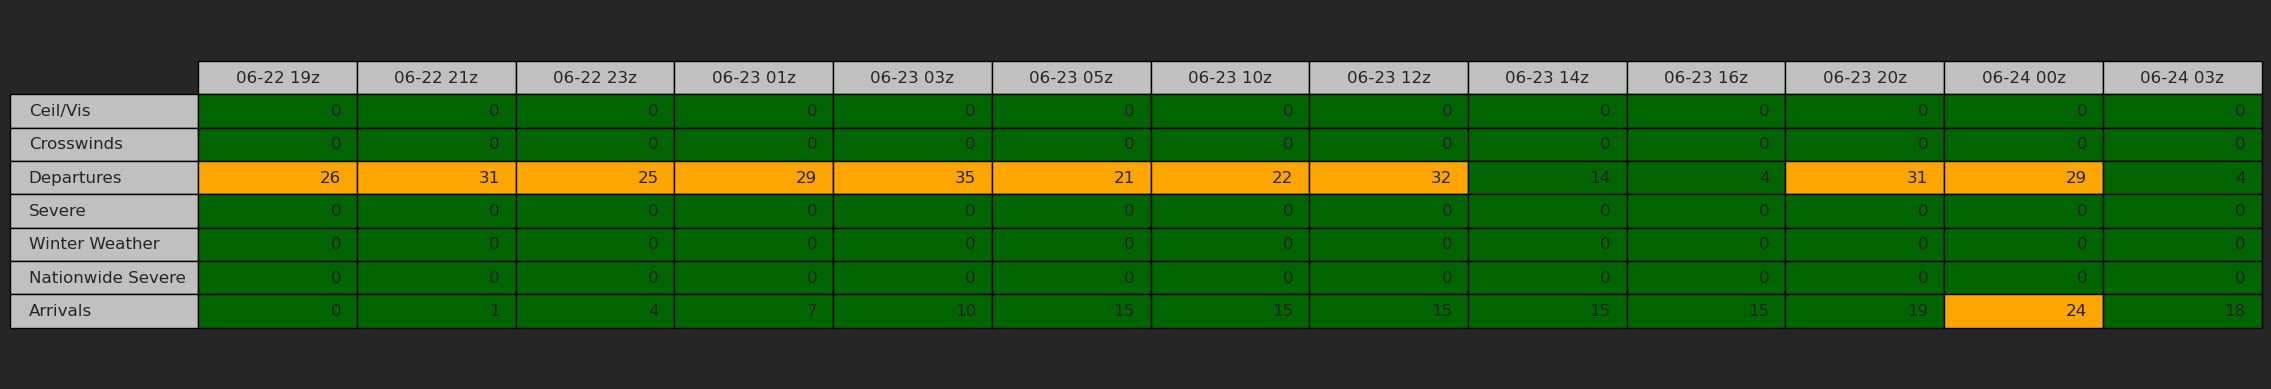 06-22 19z 06-22 21z 06-22 23z 06-23 01z 06-23 03z 06-23 05z 06-23 10z 06-23 12z 06-23 14z 06-23 16z 06-23 20z 06-24 00z 06-24 03z
Ceil/Vis 0 0 0 0 0 0 0 0 0 0 0 0 0
Crosswinds 0 0 0 0 0 0 0 0 0 0 0 0 0
Departures 26 31 25 29 35 21 22 32 14 4 31 29 4
Severe 0 0 0 0 0 0 0 0 0 0 0 0 0
Winter Weather 0 0 0 0 0 0 0 0 0 0 0 0 0
Nationwide Severe 0 0 0 0 0 0 0 0 0 0 0 0 0
Arrivals 0 1 4 7 10 15 15 15 15 15 19 24 18